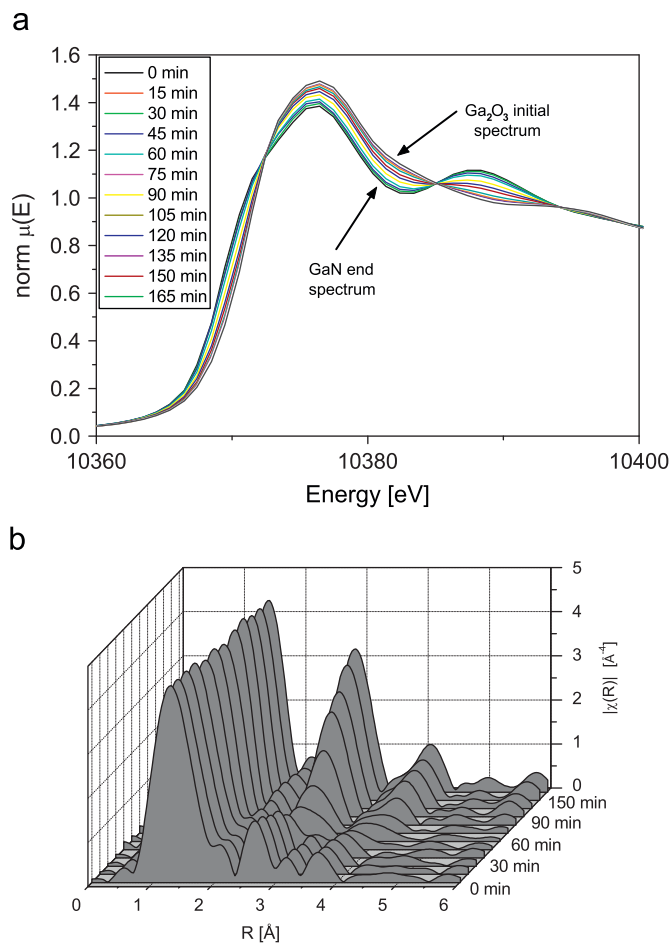 a
1.6
1.4
1.2
1.0
0.8
0.6
0.4
0.2
0.0
norm μ(E)
0 min
15 min
30 min
45 min
60 min
75 min
90 min
105 min
120 min
135 min
150 min
165 min
Ga₂O₃ initial
spectrum
GaN end
spectrum
10360
10380
10400
Energy [eV]
b
5
4
3
2
1
0
|χ(R)| [Å⁻⁴]
150 min
90 min
60 min
30 min
0 min
0
1
2
3
4
5
6
R [Å]